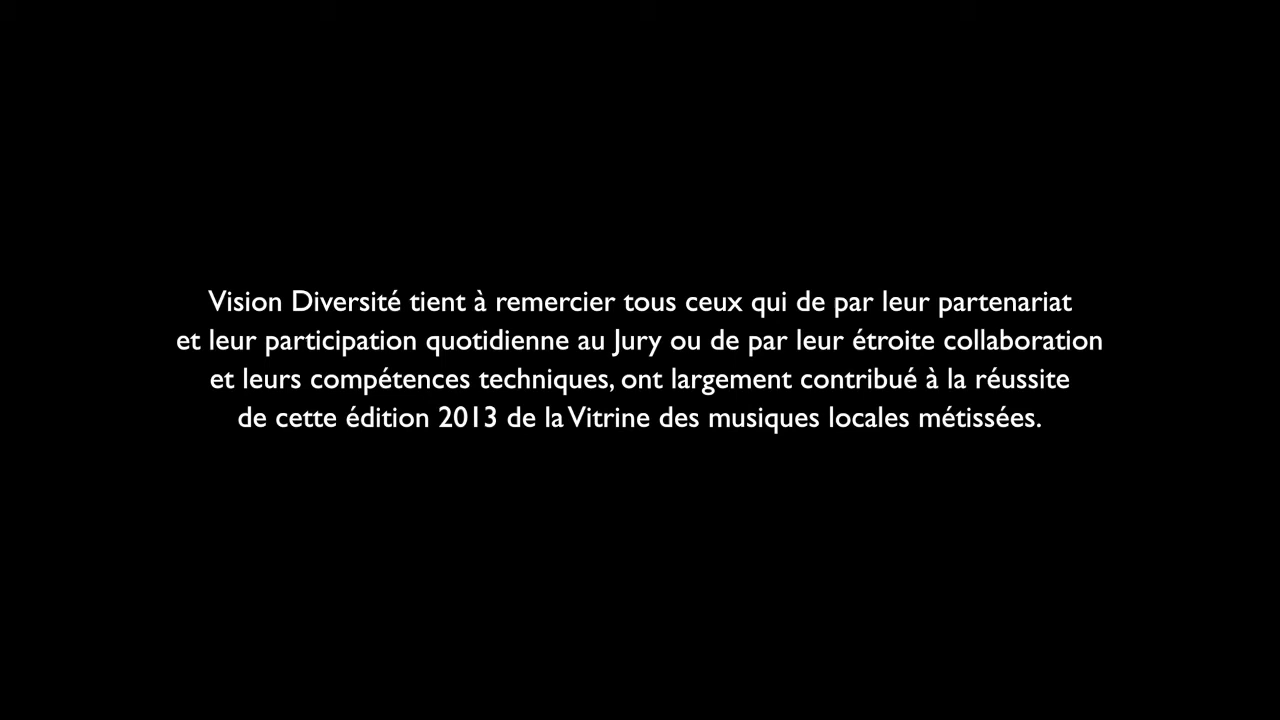 Vision Diversité tient à remercier tous ceux qui de par leur partenariat
et leur participation quotidienne au Jury ou de par leur étroite collaboration
et leurs compétences techniques, ont largement contribué à la réussite
de cette édition 2013 de la Vitrine des musiques locales métissées.